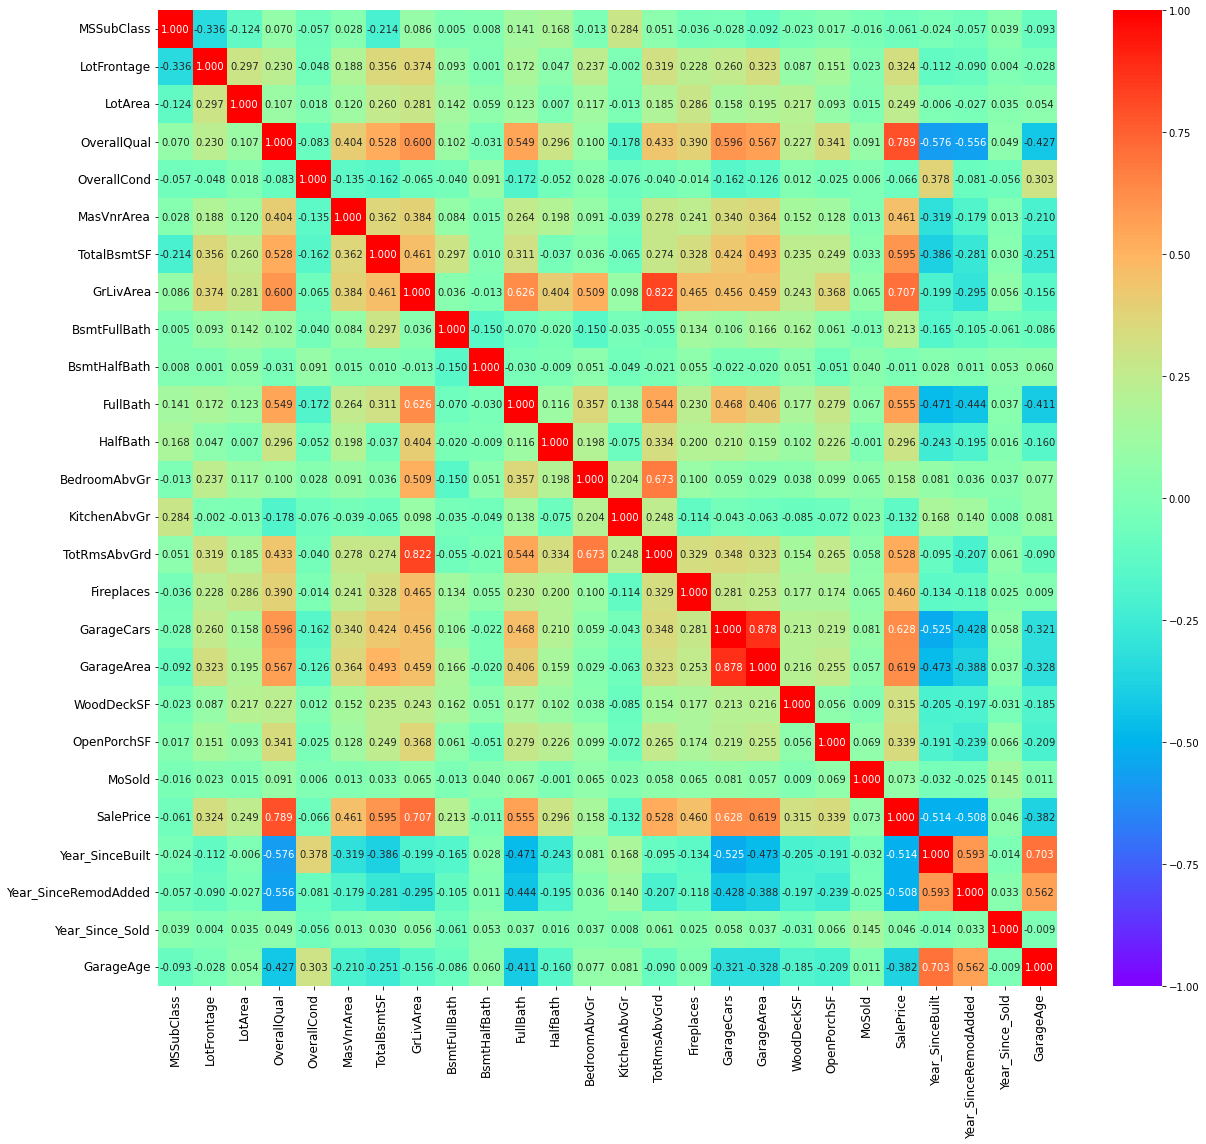 MSSubClass 1.000 -0.336 -0.124 0.070 -0.057 0.028 -0.214 0.086 0.005 0.008 0.141 0.168 -0.013 0.284 0.051 -0.036 -0.028 -0.092 -0.023 0.017 -0.016 -0.061 -0.024 -0.057 0.039 -0.093
LotFrontage -0.336 1.000 0.297 0.230 -0.048 0.188 0.356 0.374 0.093 0.001 0.172 0.047 0.237 -0.002 0.319 0.228 0.260 0.323 0.087 0.151 0.023 0.324 -0.112 -0.090 0.004 -0.028
LotArea -0.124 0.297 1.000 0.107 0.018 0.120 0.260 0.281 0.142 0.059 0.123 0.007 0.117 -0.013 0.185 0.286 0.158 0.195 0.217 0.093 0.015 0.249 -0.006 -0.027 0.035 0.054
OverallQual 0.070 0.230 0.107 1.000 -0.083 0.404 0.528 0.600 0.102 -0.031 0.549 0.296 0.100 -0.178 0.433 0.390 0.596 0.567 0.227 0.341 0.091 0.789 -0.576 -0.556 0.049 -0.427
OverallCond -0.057 -0.048 0.018 -0.083 1.000 -0.135 -0.162 -0.065 -0.040 0.091 -0.172 -0.052 0.028 -0.076 -0.040 -0.014 -0.162 -0.126 0.012 -0.025 0.006 -0.066 0.378 -0.081 -0.056 0.303
MasVnrArea 0.028 0.188 0.120 0.404 -0.135 1.000 0.362 0.384 0.084 0.015 0.264 0.198 0.091 -0.039 0.278 0.241 0.340 0.364 0.152 0.128 0.013 0.461 -0.319 -0.179 0.013 -0.210
TotalBsmtSF -0.214 0.356 0.260 0.528 -0.162 0.362 1.000 0.461 0.297 0.010 0.311 -0.037 0.036 -0.065 0.274 0.328 0.424 0.493 0.235 0.249 0.033 0.595 -0.386 -0.281 0.030 -0.251
GrLivArea 0.086 0.374 0.281 0.600 -0.065 0.384 0.461 1.000 0.036 -0.013 0.626 0.404 0.509 0.098 0.822 0.465 0.456 0.459 0.243 0.368 0.065 0.707 -0.199 -0.295 0.056 -0.156
BsmtFullBath 0.005 0.093 0.142 0.102 -0.040 0.084 0.297 0.036 1.000 -0.150 -0.070 -0.020 -0.150 -0.035 -0.055 0.134 0.106 0.166 0.162 0.061 -0.013 0.213 -0.165 -0.105 -0.061 -0.086
BsmtHalfBath 0.008 0.001 0.059 -0.031 0.091 0.015 0.010 -0.013 -0.150 1.000 -0.030 -0.009 0.051 -0.049 -0.021 0.055 -0.022 -0.020 0.051 -0.051 0.040 -0.011 0.028 0.011 0.053 0.060
FullBath 0.141 0.172 0.123 0.549 -0.172 0.264 0.311 0.626 -0.070 -0.030 1.000 0.116 0.357 0.138 0.544 0.230 0.468 0.406 0.177 0.279 0.067 0.555 -0.471 -0.444 0.037 -0.411
HalfBath 0.168 0.047 0.007 0.296 -0.052 0.198 -0.037 0.404 -0.020 -0.009 0.116 1.000 0.198 -0.075 0.334 0.200 0.210 0.159 0.102 0.226 -0.001 0.296 -0.243 -0.195 0.016 -0.160
BedroomAbvGr -0.013 0.237 0.117 0.100 0.028 0.091 0.036 0.509 -0.150 0.051 0.357 0.198 1.000 0.204 0.673 0.100 0.059 0.029 0.038 0.099 0.065 0.158 0.081 0.036 0.037 0.077
KitchenAbvGr 0.284 -0.002 -0.013 -0.178 -0.076 -0.039 -0.065 0.098 -0.035 -0.049 0.138 -0.075 0.204 1.000 0.248 -0.114 -0.043 -0.063 -0.085 -0.072 0.023 -0.132 0.168 0.140 0.008 0.081
TotRmsAbvGrd 0.051 0.319 0.185 0.433 -0.040 0.278 0.274 0.822 -0.055 -0.021 0.544 0.334 0.673 0.248 1.000 0.329 0.348 0.323 0.154 0.265 0.058 0.528 -0.095 -0.207 0.061 -0.090
Fireplaces -0.036 0.228 0.286 0.390 -0.014 0.241 0.328 0.465 0.134 0.055 0.230 0.200 0.100 -0.114 0.329 1.000 0.281 0.253 0.177 0.174 0.065 0.460 -0.134 -0.118 0.025 0.009
GarageCars -0.028 0.260 0.158 0.596 -0.162 0.340 0.424 0.456 0.106 -0.022 0.468 0.210 0.059 -0.043 0.348 0.281 1.000 0.878 0.213 0.219 0.081 0.628 -0.525 -0.428 0.058 -0.321
GarageArea -0.092 0.323 0.195 0.567 -0.126 0.364 0.493 0.459 0.166 -0.020 0.406 0.159 0.029 -0.063 0.323 0.253 0.878 1.000 0.216 0.255 0.057 0.619 -0.473 -0.388 0.037 -0.328
WoodDeckSF -0.023 0.087 0.217 0.227 0.012 0.152 0.235 0.243 0.162 0.051 0.177 0.102 0.038 -0.085 0.154 0.177 0.213 0.216 1.000 0.056 0.009 0.315 -0.205 -0.197 -0.031 -0.185
OpenPorchSF 0.017 0.151 0.093 0.341 -0.025 0.128 0.249 0.368 0.061 -0.051 0.279 0.226 0.099 -0.072 0.265 0.174 0.219 0.255 0.056 1.000 0.069 0.339 -0.191 -0.239 0.066 -0.209
MoSold -0.016 0.023 0.015 0.091 0.006 0.013 0.033 0.065 -0.013 0.040 0.067 -0.001 0.065 0.023 0.058 0.065 0.081 0.057 0.009 0.069 1.000 0.073 -0.032 -0.025 0.145 0.011
SalePrice -0.061 0.324 0.249 0.789 -0.066 0.461 0.595 0.707 0.213 -0.011 0.555 0.296 0.158 -0.132 0.528 0.460 0.628 0.619 0.315 0.339 0.073 1.000 -0.514 -0.508 0.046 -0.382
Year_SinceBuilt -0.024 -0.112 -0.006 -0.576 0.378 -0.319 -0.386 -0.199 -0.165 0.028 -0.471 -0.243 0.081 0.168 -0.095 -0.134 -0.525 -0.473 -0.205 -0.191 -0.032 -0.514 1.000 0.593 -0.014 0.703
Year_SinceRemodAdded -0.057 -0.090 -0.027 -0.556 -0.081 -0.179 -0.281 -0.295 -0.105 0.011 -0.444 -0.195 0.036 0.140 -0.207 -0.118 -0.428 -0.388 -0.197 -0.239 -0.025 -0.508 0.593 1.000 0.033 0.562
Year_Since_Sold 0.039 0.004 0.035 0.049 -0.056 0.013 0.030 0.056 -0.061 0.053 0.037 0.016 0.037 0.008 0.061 0.025 0.058 0.037 -0.031 0.066 0.145 0.046 -0.014 0.033 1.000 -0.009
GarageAge -0.093 -0.028 0.054 -0.427 0.303 -0.210 -0.251 -0.156 -0.086 0.060 -0.411 -0.160 0.077 0.081 -0.090 0.009 -0.321 -0.328 -0.185 -0.209 0.011 -0.382 0.703 0.562 -0.009 1.000
MSSubClass
LotFrontage
LotArea
OverallQual
OverallCond
MasVnrArea
TotalBsmtSF
GrLivArea
BsmtFullBath
BsmtHalfBath
FullBath
HalfBath
BedroomAbvGr
KitchenAbvGr
TotRmsAbvGrd
Fireplaces
GarageCars
GarageArea
WoodDeckSF
OpenPorchSF
MoSold
SalePrice
Year_SinceBuilt
Year_SinceRemodAdded
Year_Since_Sold
GarageAge
1.00
0.75
0.50
0.25
0.00
−0.25
−0.50
−0.75
−1.00